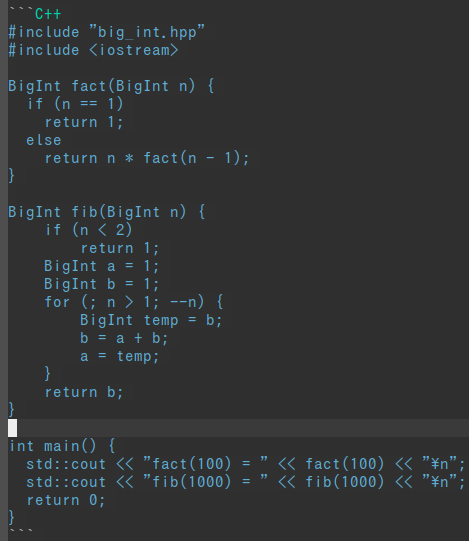 ```C++
#include ”big_int.hpp”
#include <iostream>

BigInt fact(BigInt n) {
  if (n == 1)
    return 1;
  else
    return n * fact(n - 1);
}

BigInt fib(BigInt n) {
    if (n < 2)
        return 1;
    BigInt a = 1;
    BigInt b = 1;
    for (; n > 1; --n) {
        BigInt temp = b;
        b = a + b;
        a = temp;
    }
    return b;
}

int main() {
  std::cout << ”fact(100) = ” << fact(100) << ”¥n”;
  std::cout << ”fib(1000) = ” << fib(1000) << ”¥n”;
  return 0;
}
```